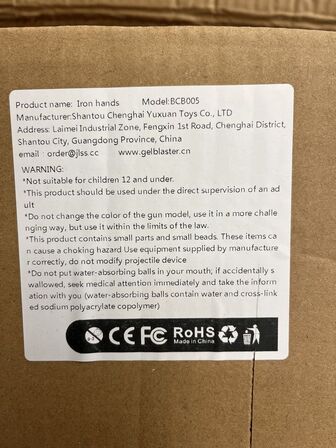 Product name: Iron hands Model:BCB005
Manufacturer:Shantou Chenghai Yuxuan Toys Co., LTD
Address: Laimei Industrial Zone, Fengxin 1st Road, Chenghai District,
Shantou City, Guangdong Province, China
email : order@jlss.cc www.gelblaster.com
WARNING:
*Not suitable for children 12 and under.
*This product should be used under the direct supervision of an ad
ult
*Do not change the color of the gun model, use it in a more challe
nging way, but use it within the limits of the law.
*This product contains small parts and small beads. These items ca
n cause a choking hazard.Use equipment supplied by manufacture
r correctly, do not modify projectile device
*Do not put water-absorbing balls in your mouth; if accidentally s
wallowed, seek medical attention immediately and take the inform
ation with you (water-absorbing balls contain water and cross-link
ed sodium polyacrylate copolymer)
0-3 CE FC RoHS
Made in China